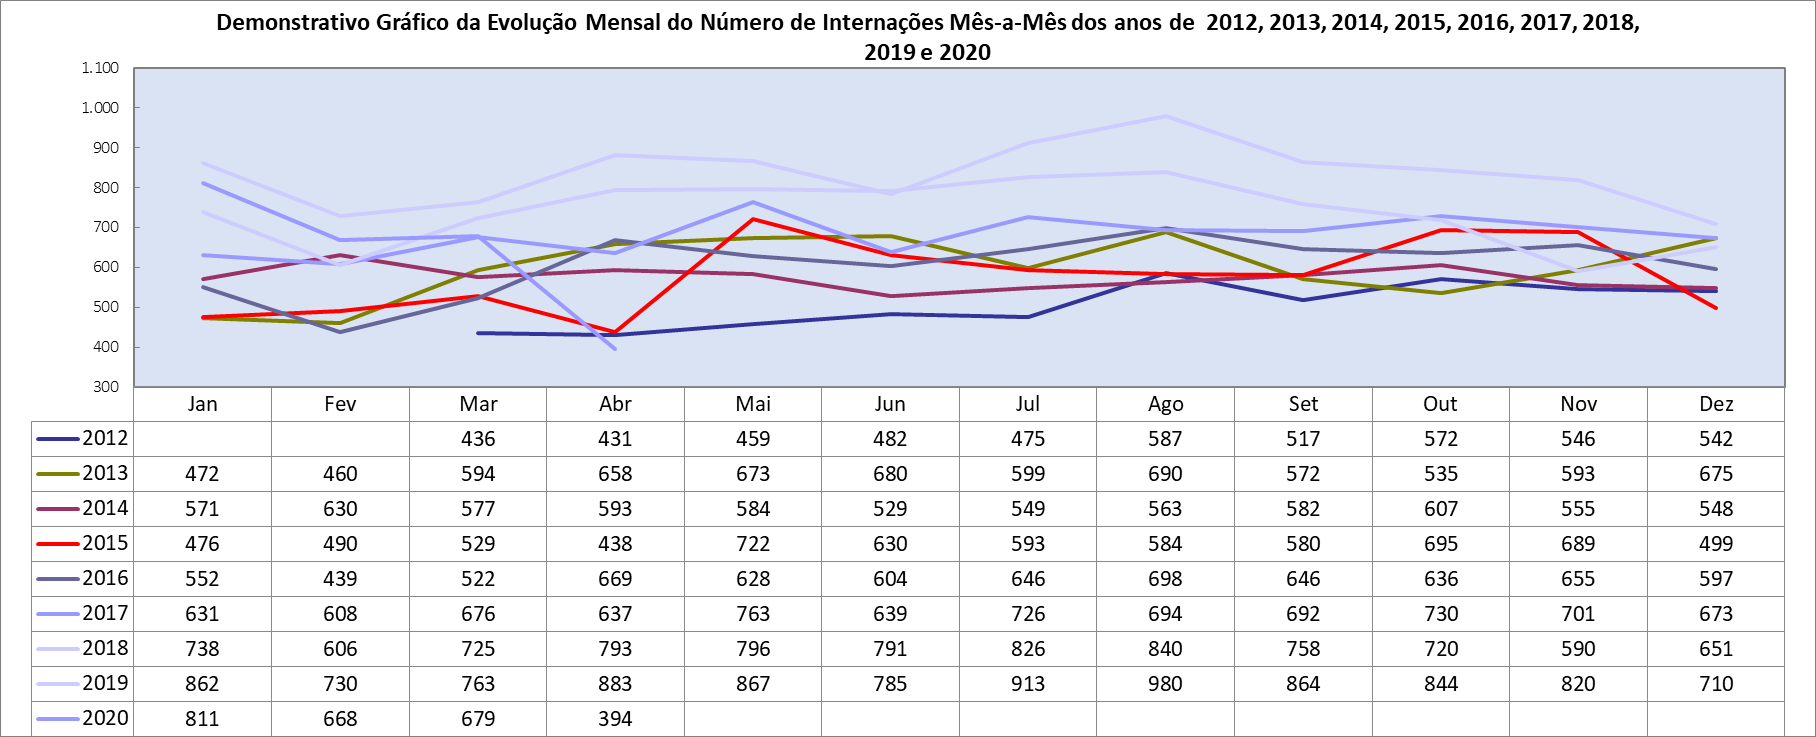 Demonstrativo Gráfico da Evolução Mensal do Número de Internações Mês-a-Mês dos anos de 2012, 2013, 2014, 2015, 2016, 2017, 2018,
2019 e 2020
1.100
1.000
900
800
700
600
500
400
300
Jan Fev Mar Abr Mai Jun Jul Ago Set Out Nov Dez
2012 436 431 459 482 475 587 517 572 546 542
2013 472 460 594 658 673 680 599 690 572 535 593 675
2014 571 630 577 593 584 529 549 563 582 607 555 548
2015 476 490 529 438 722 630 593 584 580 695 689 499
2016 552 439 522 669 628 604 646 698 646 636 655 597
2017 631 608 676 637 763 639 726 694 692 730 701 673
2018 738 606 725 793 796 791 826 840 758 720 590 651
2019 862 730 763 883 867 785 913 980 864 844 820 710
2020 811 668 679 394